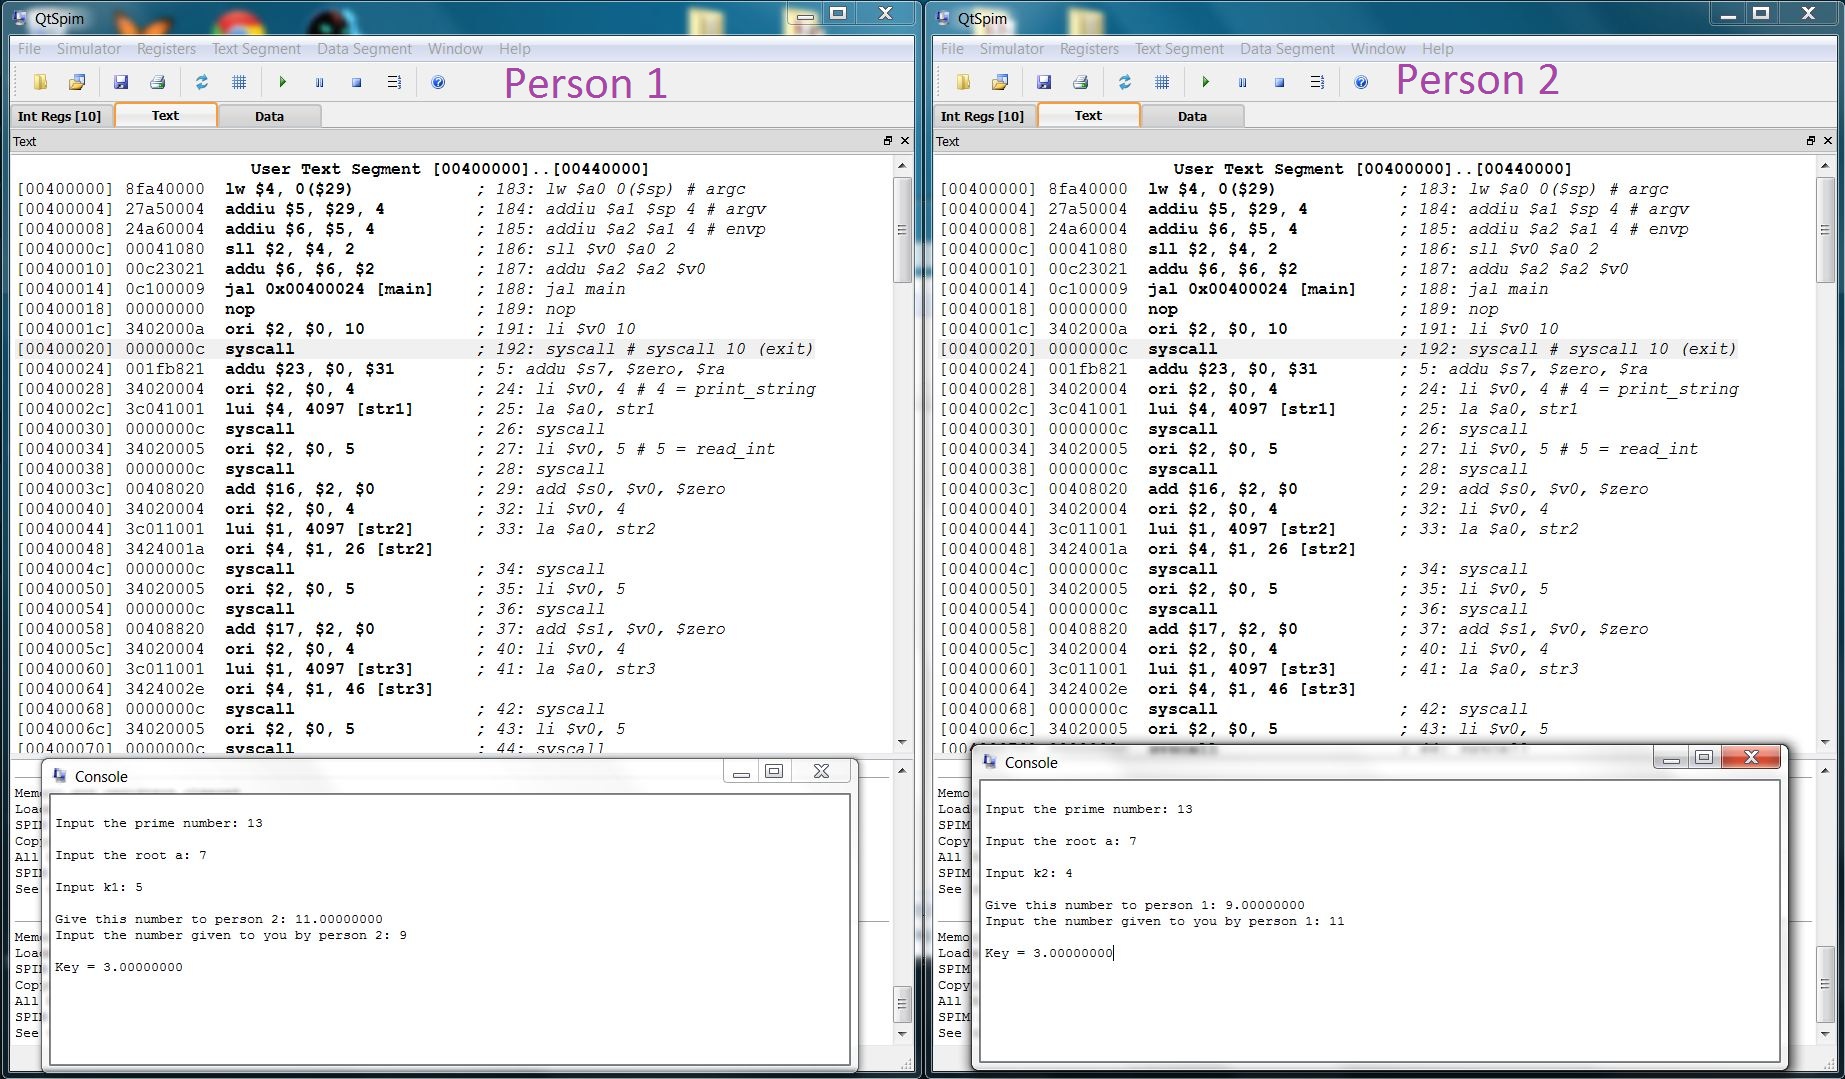 QtSpim
File Simulator Registers Text Segment Data Segment Window Help
Person 1
Int Regs [10] Text Data
Text
User Text Segment [00400000]..[00440000]
[00400000] 8fa40000 lw $4, 0($29) ; 183: lw $a0 0($sp) # argc
[00400004] 27a50004 addiu $5, $29, 4 ; 184: addiu $a1 $sp 4 # argv
[00400008] 24a60004 addiu $6, $5, 4 ; 185: addiu $a2 $a1 4 # envp
[0040000c] 00041080 sll $2, $4, 2 ; 186: sll $v0 $a0 2
[00400010] 00c23021 addu $6, $6, $2 ; 187: addu $a2 $a2 $v0
[00400014] 0c100009 jal 0x00400024 [main] ; 188: jal main
[00400018] 00000000 nop ; 189: nop
[0040001c] 3402000a ori $2, $0, 10 ; 191: li $v0 10
[00400020] 0000000c syscall ; 192: syscall # syscall 10 (exit)
[00400024] 001fb821 addu $23, $0, $31 ; 5: addu $s7, $zero, $ra
[00400028] 34020004 ori $2, $0, 4 ; 24: li $v0, 4 # 4 = print_string
[0040002c] 3c041001 lui $4, 4097 [str1] ; 25: la $a0, str1
[00400030] 0000000c syscall ; 26: syscall
[00400034] 34020005 ori $2, $0, 5 ; 27: li $v0, 5 # 5 = read_int
[00400038] 0000000c syscall ; 28: syscall
[0040003c] 00408020 add $16, $2, $0 ; 29: add $s0, $v0, $zero
[00400040] 34020004 ori $2, $0, 4 ; 32: li $v0, 4
[00400044] 3c011001 lui $1, 4097 [str2] ; 33: la $a0, str2
[00400048] 3424001a ori $4, $1, 26 [str2]
[0040004c] 0000000c syscall ; 34: syscall
[00400050] 34020005 ori $2, $0, 5 ; 35: li $v0, 5
[00400054] 0000000c syscall ; 36: syscall
[00400058] 00408820 add $17, $2, $0 ; 37: add $s1, $v0, $zero
[0040005c] 34020004 ori $2, $0, 4 ; 40: li $v0, 4
[00400060] 3c011001 lui $1, 4097 [str3] ; 41: la $a0, str3
[00400064] 3424002e ori $4, $1, 46 [str3]
[00400068] 0000000c syscall ; 42: syscall
[0040006c] 34020005 ori $2, $0, 5 ; 43: li $v0, 5
[00400070] 0000000c syscall ; 44: syscall
Console
Input the prime number: 13
Input the root a: 7
Input k1: 5
Give this number to person 2: 11.00000000
Input the number given to you by person 2: 9
Key = 3.00000000
All
See
All
See
QtSpim
File Simulator Registers Text Segment Data Segment Window Help
Person 2
Int Regs [10] Text Data
Text
User Text Segment [00400000]..[00440000]
[00400000] 8fa40000 lw $4, 0($29) ; 183: lw $a0 0($sp) # argc
[00400004] 27a50004 addiu $5, $29, 4 ; 184: addiu $a1 $sp 4 # argv
[00400008] 24a60004 addiu $6, $5, 4 ; 185: addiu $a2 $a1 4 # envp
[0040000c] 00041080 sll $2, $4, 2 ; 186: sll $v0 $a0 2
[00400010] 00c23021 addu $6, $6, $2 ; 187: addu $a2 $a2 $v0
[00400014] 0c100009 jal 0x00400024 [main] ; 188: jal main
[00400018] 00000000 nop ; 189: nop
[0040001c] 3402000a ori $2, $0, 10 ; 191: li $v0 10
[00400020] 0000000c syscall ; 192: syscall # syscall 10 (exit)
[00400024] 001fb821 addu $23, $0, $31 ; 5: addu $s7, $zero, $ra
[00400028] 34020004 ori $2, $0, 4 ; 24: li $v0, 4 # 4 = print_string
[0040002c] 3c041001 lui $4, 4097 [str1] ; 25: la $a0, str1
[00400030] 0000000c syscall ; 26: syscall
[00400034] 34020005 ori $2, $0, 5 ; 27: li $v0, 5 # 5 = read_int
[00400038] 0000000c syscall ; 28: syscall
[0040003c] 00408020 add $16, $2, $0 ; 29: add $s0, $v0, $zero
[00400040] 34020004 ori $2, $0, 4 ; 32: li $v0, 4
[00400044] 3c011001 lui $1, 4097 [str2] ; 33: la $a0, str2
[00400048] 3424001a ori $4, $1, 26 [str2]
[0040004c] 0000000c syscall ; 34: syscall
[00400050] 34020005 ori $2, $0, 5 ; 35: li $v0, 5
[00400054] 0000000c syscall ; 36: syscall
[00400058] 00408820 add $17, $2, $0 ; 37: add $s1, $v0, $zero
[0040005c] 34020004 ori $2, $0, 4 ; 40: li $v0, 4
[00400060] 3c011001 lui $1, 4097 [str3] ; 41: la $a0, str3
[00400064] 3424002e ori $4, $1, 46 [str3]
[00400068] 0000000c syscall ; 42: syscall
[0040006c] 34020005 ori $2, $0, 5 ; 43: li $v0, 5
Console
Input the prime number: 13
Input the root a: 7
Input k2: 4
Give this number to person 1: 9.00000000
Input the number given to you by person 1: 11
Key = 3.00000000
Memo
Load
SPIM
Copy
All
SPIM
See
Memo
Load
SPIM
Copy
All
SPIM
See